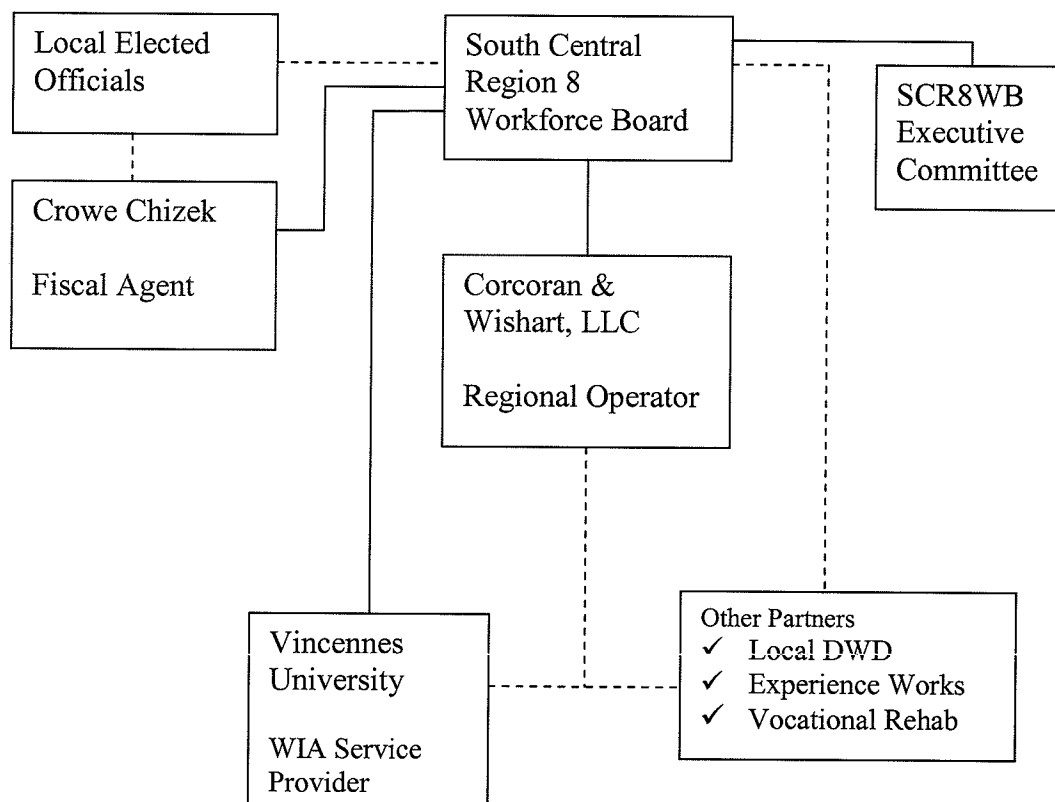 Local Elected
Officials
South Central
Region 8
Workforce Board
SCR8WB
Executive
Committee
Crowe Chizek
Fiscal Agent
Corcoran &
Wishart, LLC
Regional Operator
Vincennes
University
WIA Service
Provider
Other Partners
✓ Local DWD
✓ Experience Works
✓ Vocational Rehab